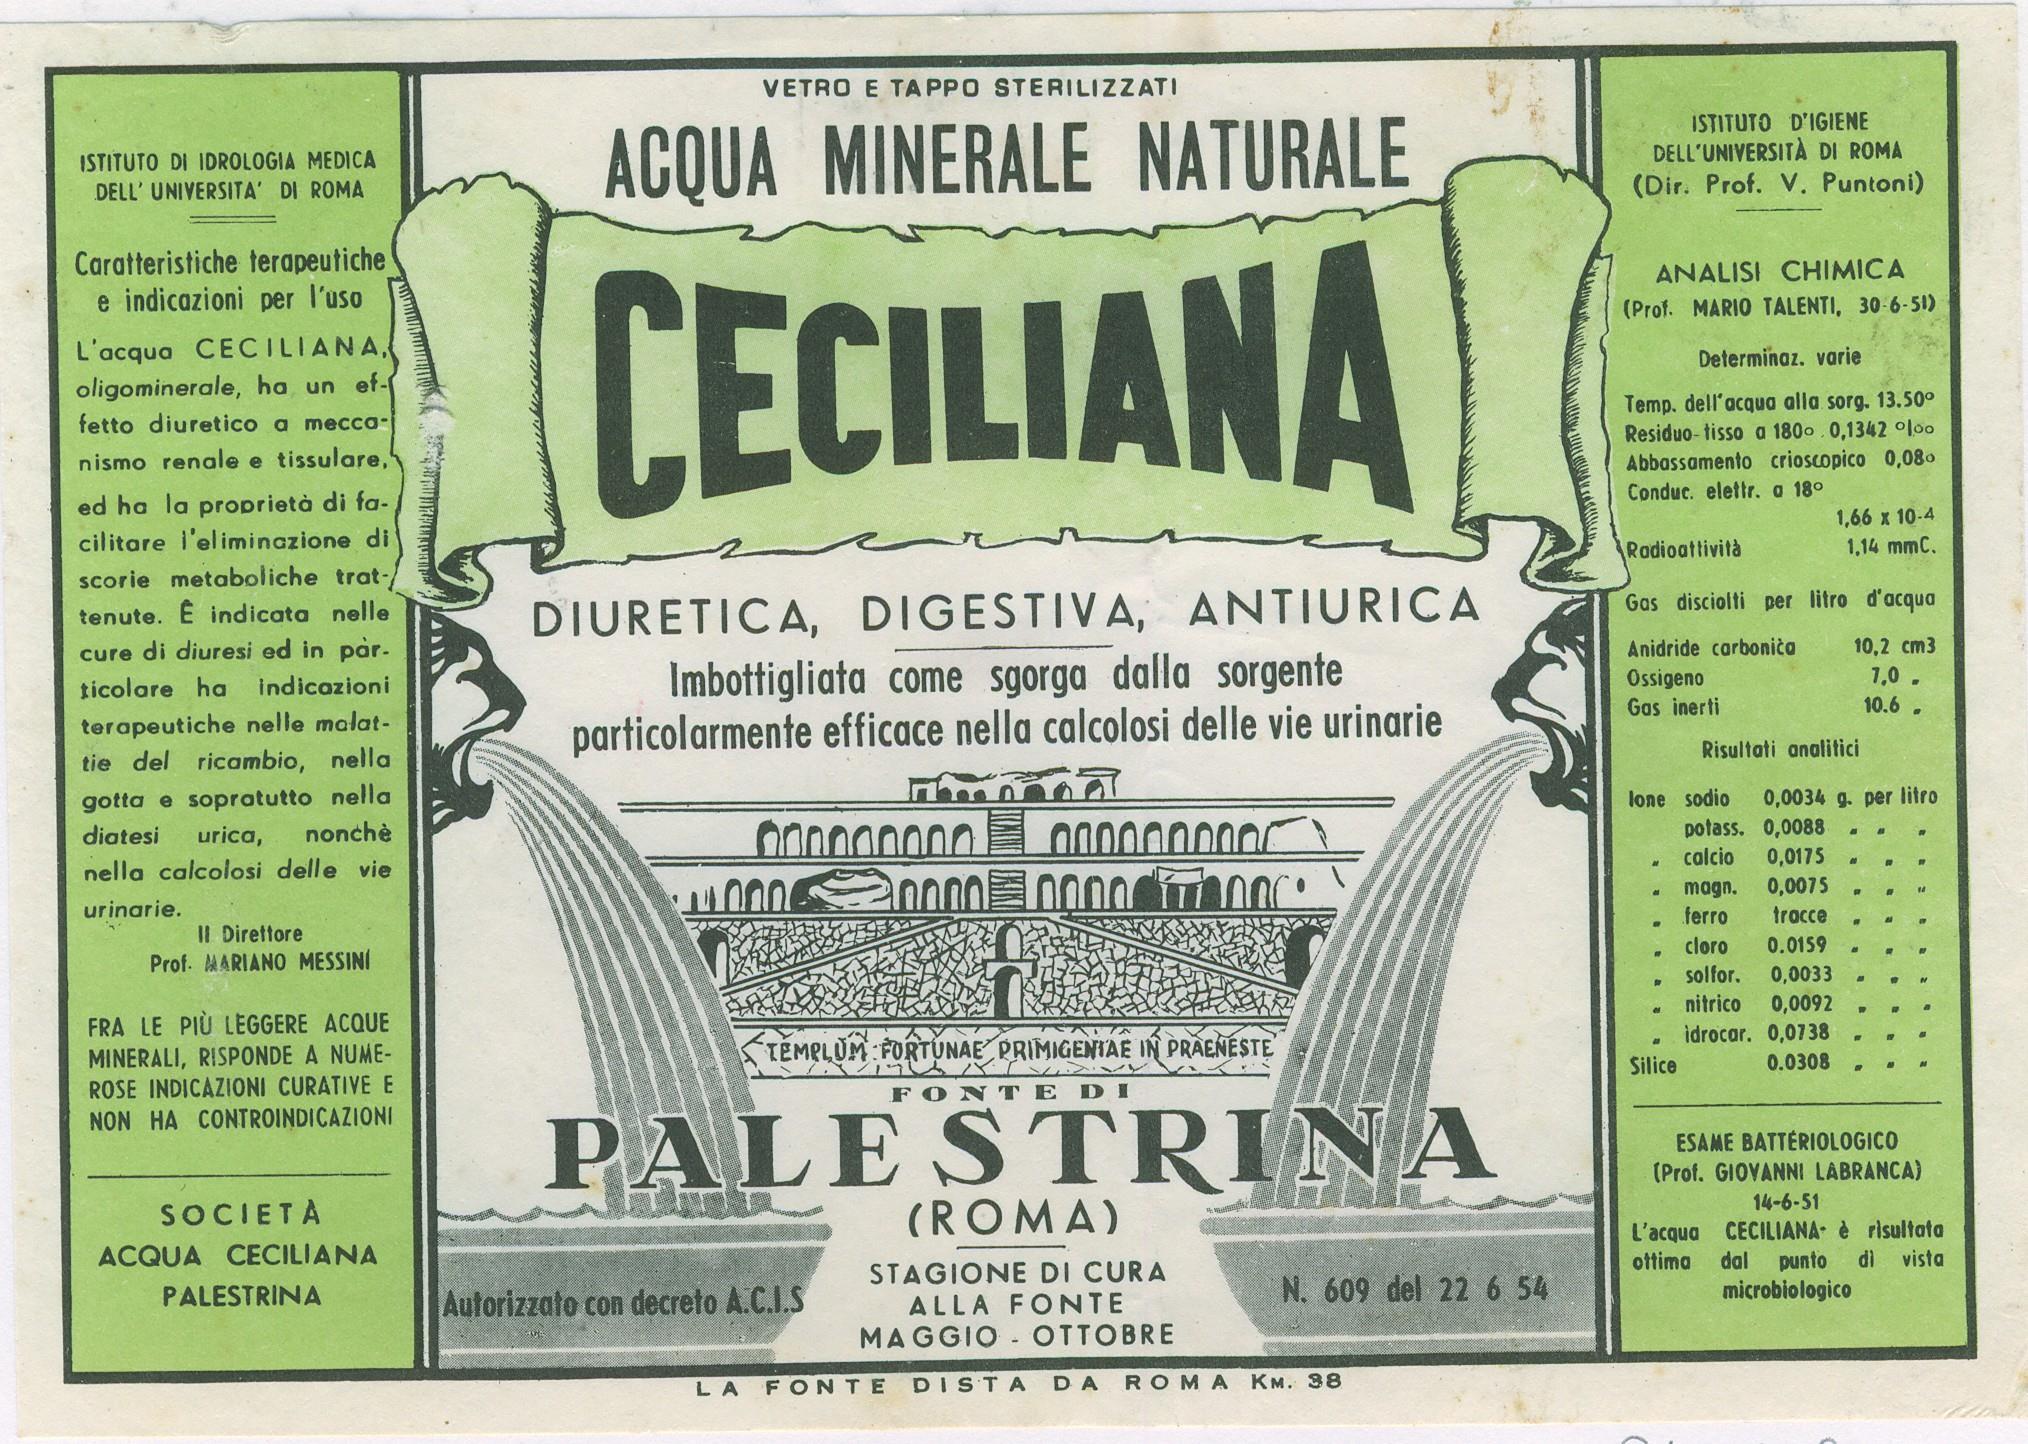 VETRO E TAPPO STERILIZZATI
ACQUA MINERALE NATURALE
CECILIANA
DIURETICA, DIGESTIVA, ANTIURICA
Imbottigliata come sgorga dalla sorgente
particolarmente efficace nella calcolosi delle vie urinarie
TEMPLUM FORTUNAE PRIMIGENIAE IN PRAENESTE
FONTE DI
PALESTRINA
(ROMA)
STAGIONE DI CURA
ALLA FONTE
MAGGIO - OTTOBRE
Autorizzato con decreto A.C.I.S
N. 609 del 22 6 54
LA FONTE DISTA DA ROMA KM. 38
ISTITUTO DI IDROLOGIA MEDICA
DELL' UNIVERSITA' DI ROMA
Caratteristiche terapeutiche
e indicazioni per l'uso
L'acqua CECILIANA,
oligominerale, ha un ef-
fetto diuretico a mecca-
nismo renale e tissulare,
ed ha la proprietà di fa-
cilitare l'eliminazione di
scorie metaboliche trat-
tenute. È indicata nelle
cure di diuresi ed in pàr-
ticolare ha indicazioni
terapeutiche nelle malat-
tie del ricambio, nella
gotta e sopratutto nella
diatesi urica, nonchè
nella calcolosi delle vie
urinarie.
Il Direttore
Prof. MARIANO MESSINI
FRA LE PIÙ LEGGERE ACQUE
MINERALI, RISPONDE A NUME-
ROSE INDICAZIONI CURATIVE E
NON HA CONTROINDICAZIONI
SOCIETÀ
ACQUA CECILIANA
PALESTRINA
ISTITUTO D'IGIENE
DELL'UNIVERSITÀ DI ROMA
(Dir. Prof. V. Puntoni)
ANALISI CHIMICA
(Prof. MARIO TALENTI, 30-6-51)
Determinaz. varie
Temp. dell'acqua alla sorg. 13.50º
Residuo-fisso a 180º 0,1342 º/ºº
Abbassamento crioscopico 0,08º
Conduc. elettr. a 18º
1,66 x 10-4
Radioattività 1,14 mmC.
Gas disciolti per litro d'acqua
Anidride carbonica 10,2 cm3
Ossigeno 7,0 "
Gas inerti 10.6 "
Risultati analitici
Ione sodio 0,0034 g. per litro
potass. 0,0088 " " "
" calcio 0,0175 " " "
" magn. 0,0075 " " "
" ferro tracce " " "
" cloro 0.0159 " " "
" solfor. 0,0033 " " "
" nitrico 0,0092 " " "
" idrocar. 0,0738 " " "
Silice 0.0308 " " "
ESAME BATTERIOLOGICO
(Prof. GIOVANNI LABRANCA)
14-6-51
L'acqua CECILIANA è risultata
ottima dal punto di vista
microbiologico